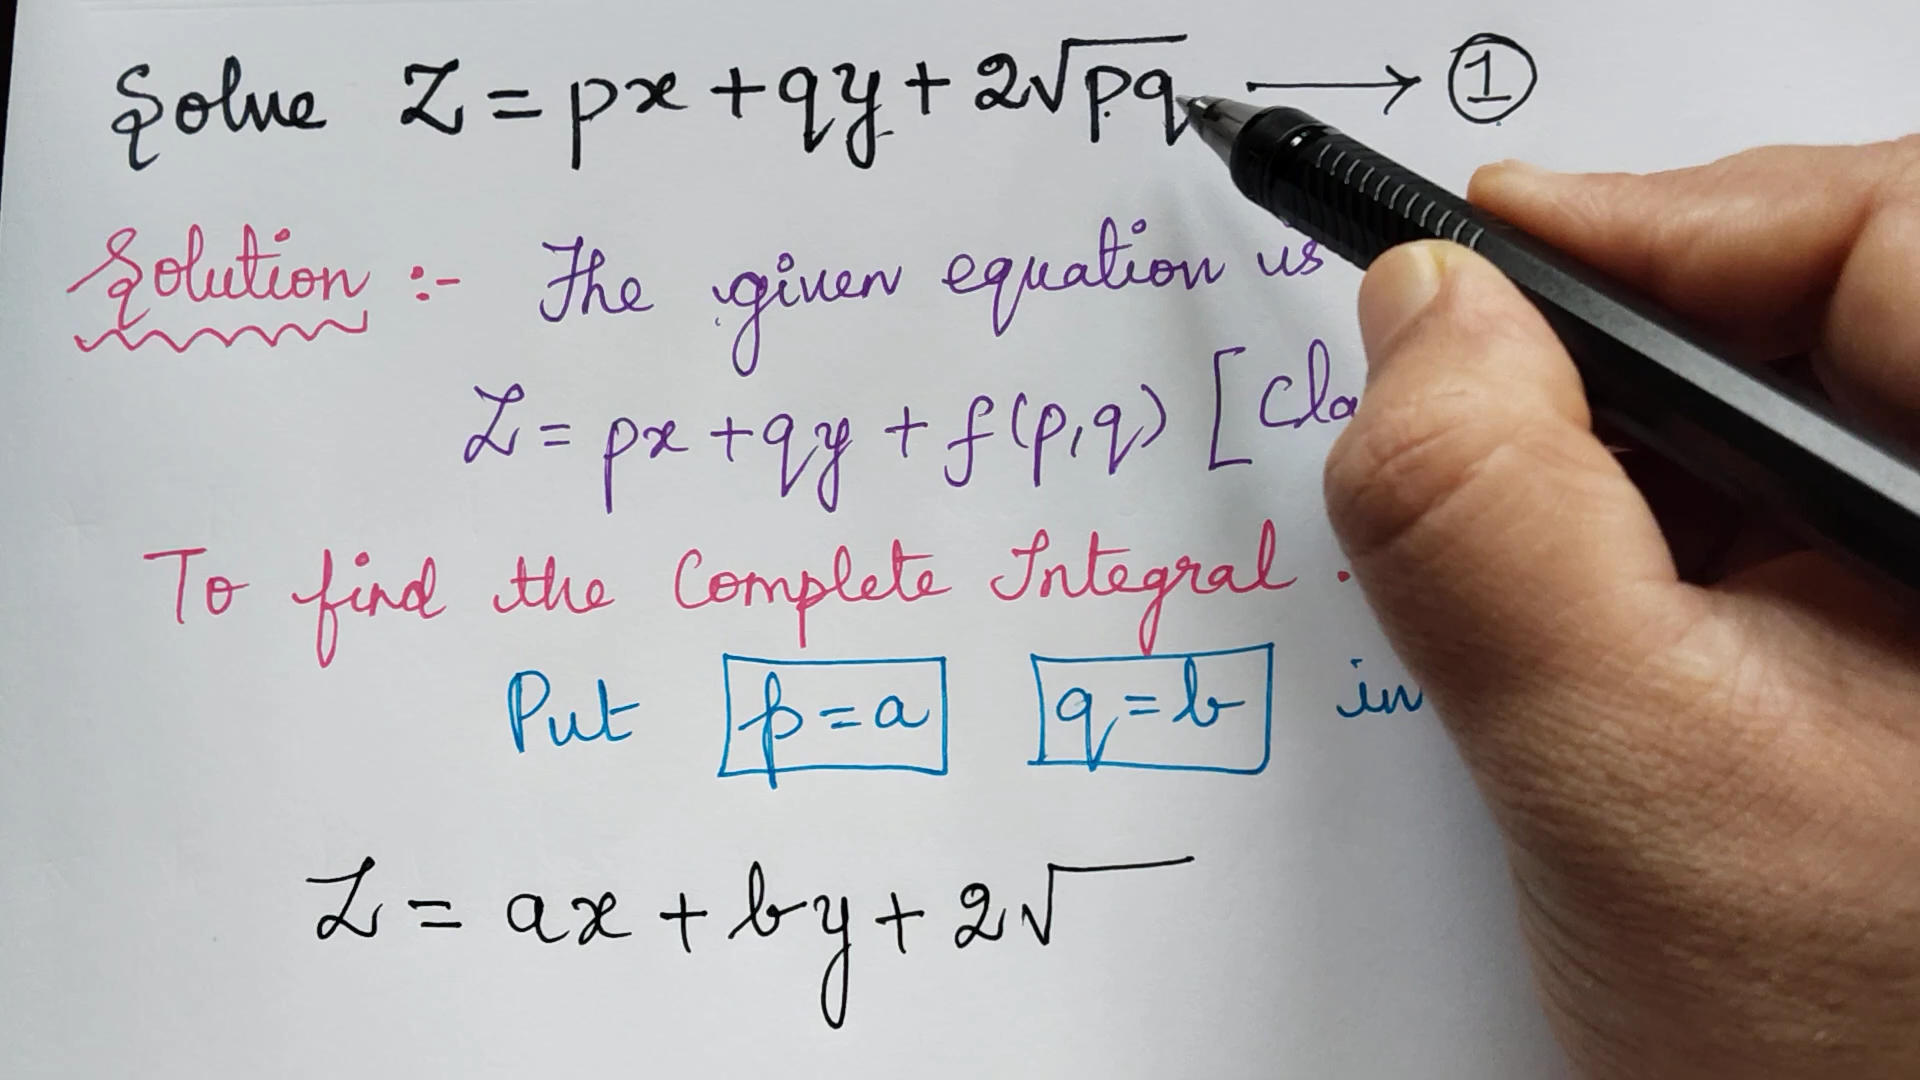 Solve Z = px + qy + 2√pq → ①
Solution :- The given equation is
Z = px + qy + f(p,q) [Cla
To find the Complete Integral.
Put p = a q = b in
Z = ax + by + 2√